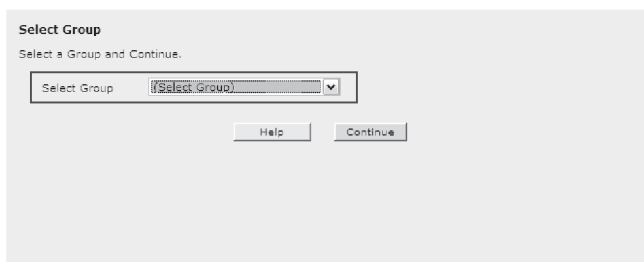 Select Group
Select a Group and Continue.
Select Group (Select Group)
Help Continue